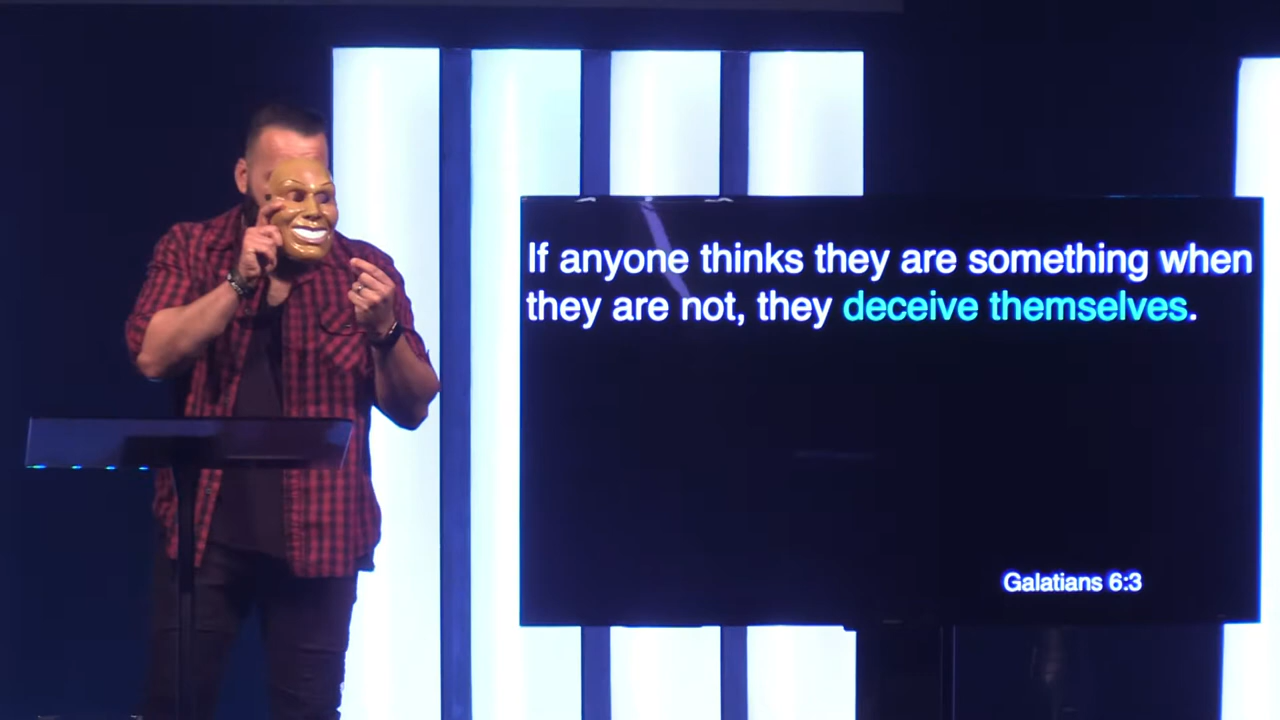 If anyone thinks they are something when
they are not, they deceive themselves.
Galatians 6:3